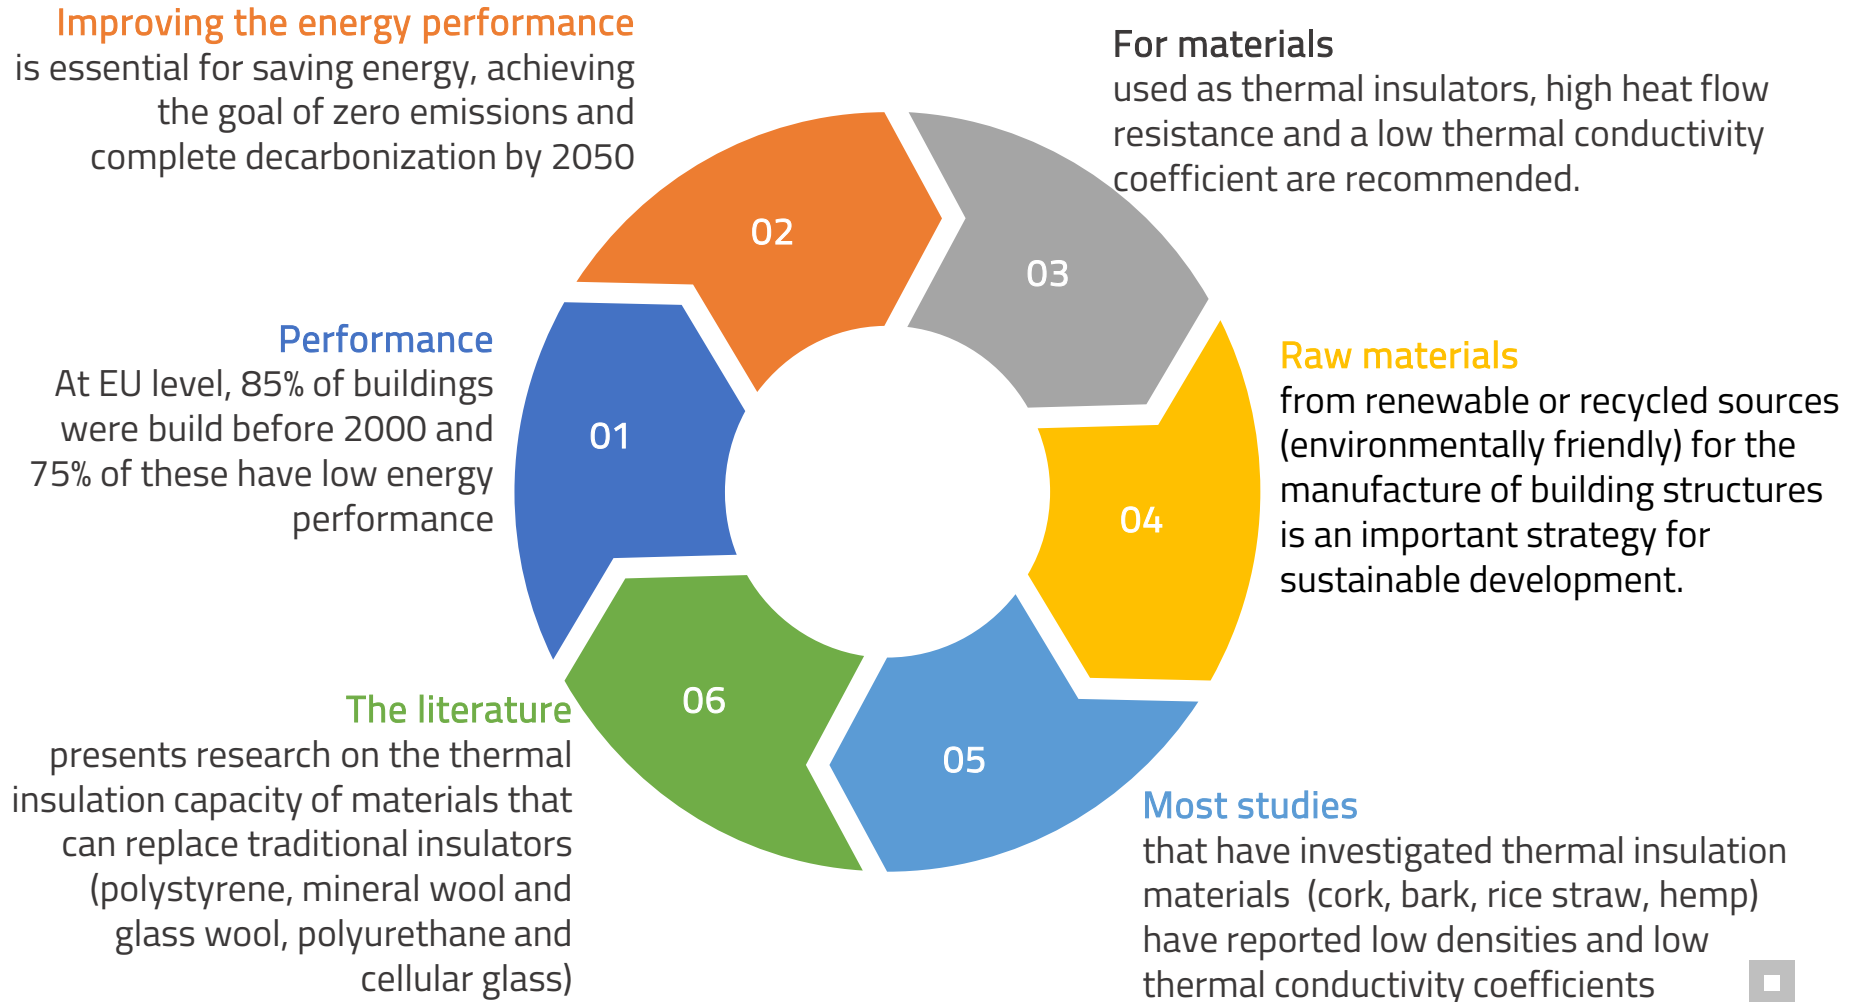 Improving the energy performance
is essential for saving energy, achieving
the goal of zero emissions and
complete decarbonization by 2050
For materials
used as thermal insulators, high heat flow
resistance and a low thermal conductivity
coefficient are recommended.
02
03
Performance
At EU level, 85% of buildings
were build before 2000 and
75% of these have low energy
performance
01
Raw materials
from renewable or recycled sources
(environmentally friendly) for the
manufacture of building structures
is an important strategy for
sustainable development.
04
The literature
presents research on the thermal
insulation capacity of materials that
can replace traditional insulators
(polystyrene, mineral wool and
glass wool, polyurethane and
cellular glass)
06
05
Most studies
that have investigated thermal insulation
materials  (cork, bark, rice straw, hemp)
have reported low densities and low
thermal conductivity coefficients